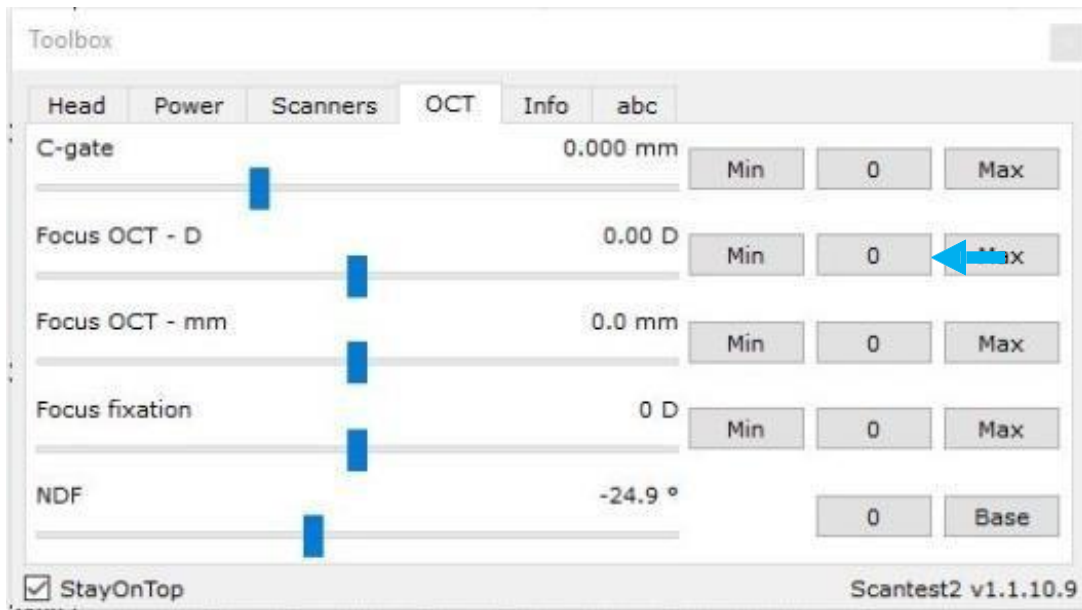 Toolbox
Head Power Scanners OCT Info abc
C-gate 0.000 mm Min 0 Max
Focus OCT - D 0.00 D Min 0
Focus OCT - mm 0.0 mm Min 0 Max
Focus fixation 0 D Min 0 Max
NDF -24.9 ° 0 Base
StayOnTop Scantest2 v1.1.10.9